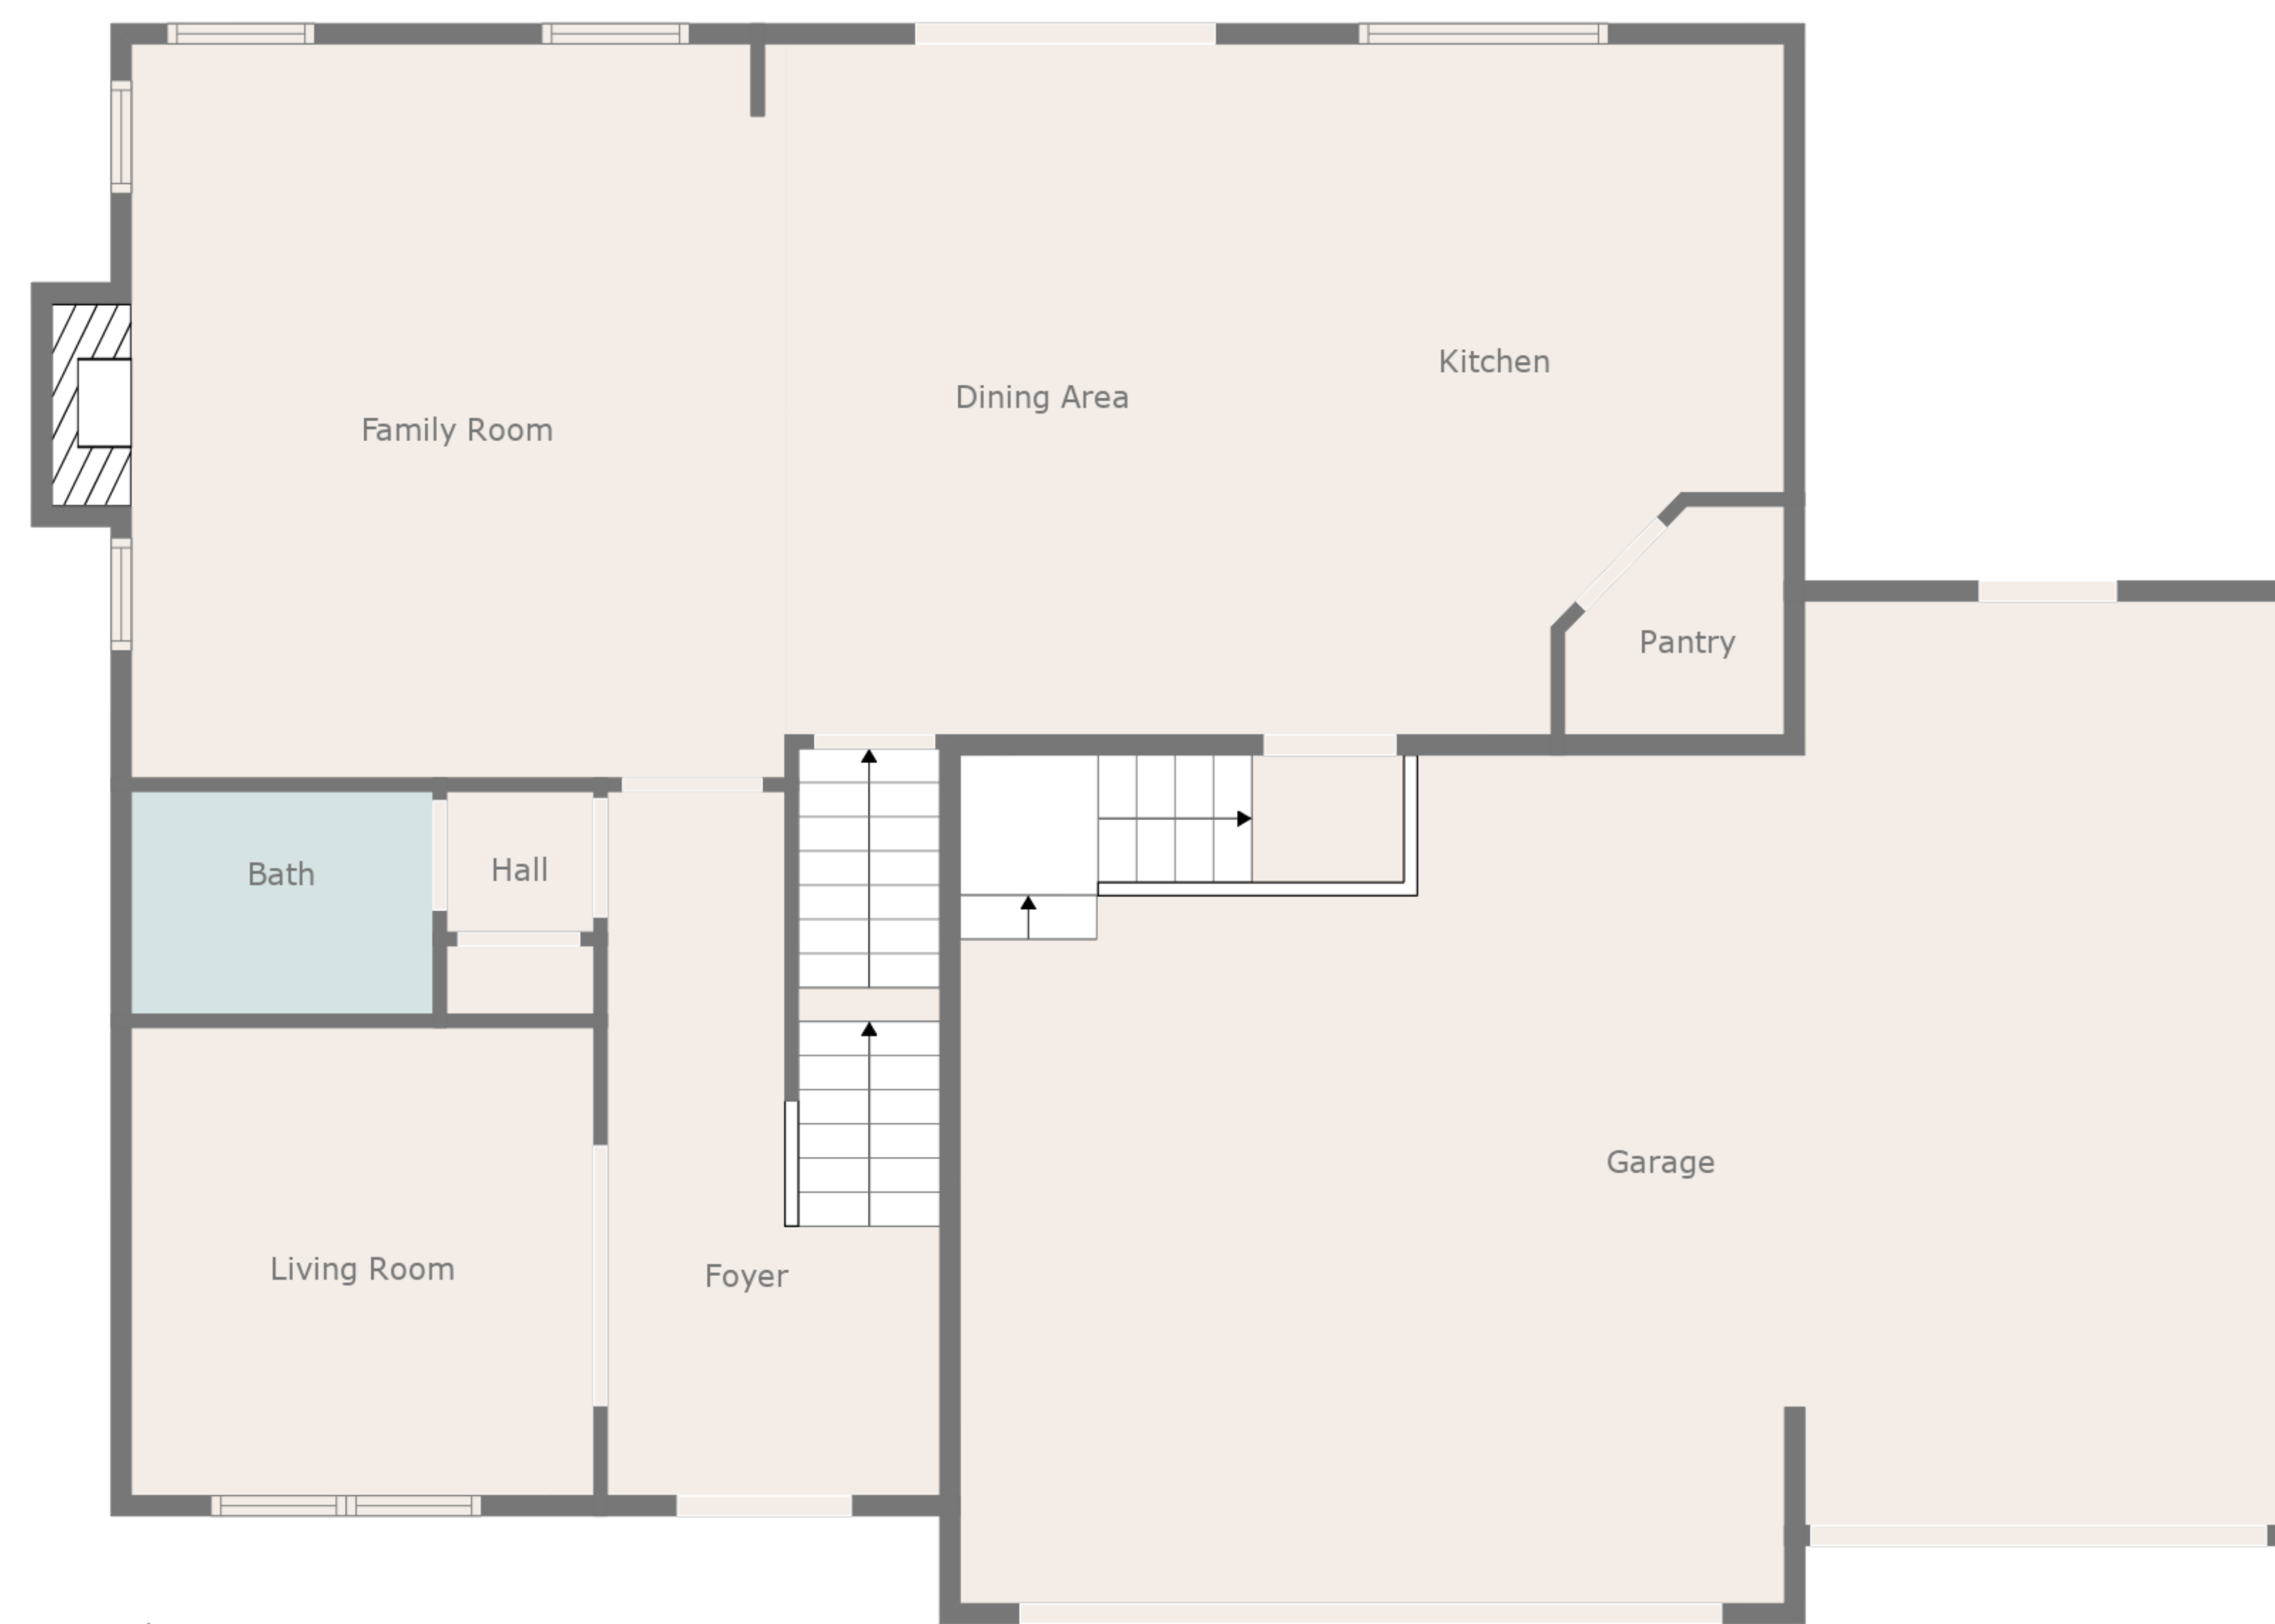 Kitchen
Dining Area
Family Room
Pantry
Hall
Bath
Garage
Living Room
Foyer